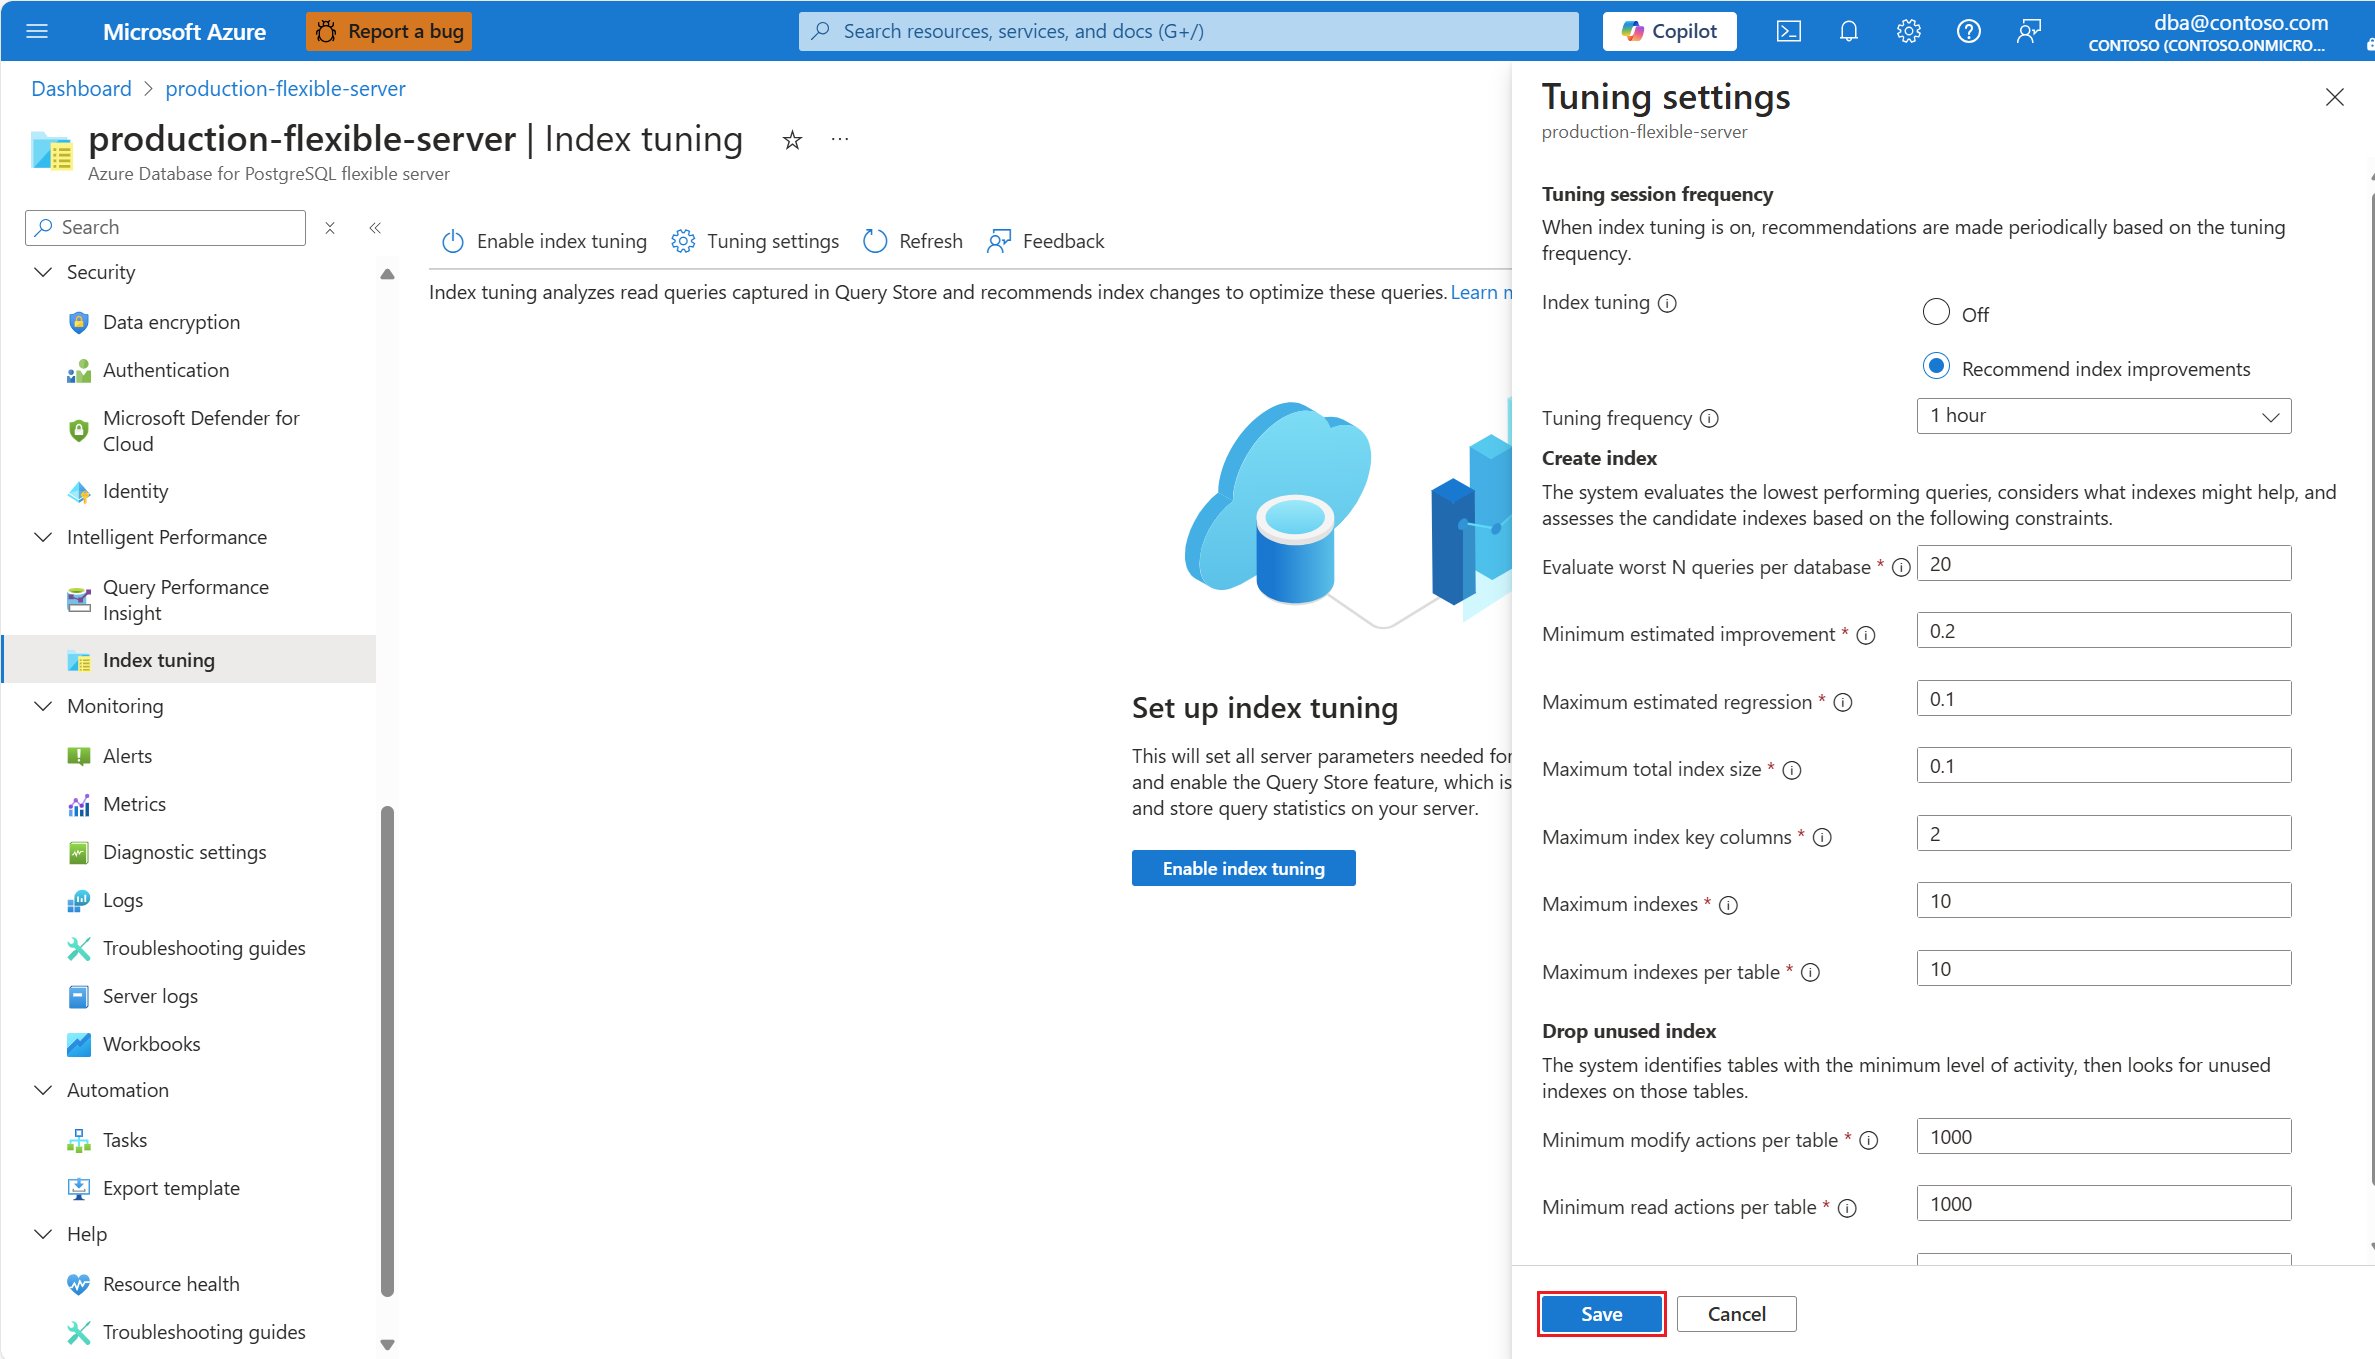 Microsoft Azure
Report a bug
Search resources, services, and docs (G+/)
Copilot
dba@contoso.com
CONTOSO (CONTOSO.ONMICRO...
Dashboard > production-flexible-server
production-flexible-server | Index tuning
Azure Database for PostgreSQL flexible server
Search
Security
Data encryption
Authentication
Microsoft Defender for
Cloud
Identity
Intelligent Performance
Query Performance
Insight
Index tuning
Monitoring
Alerts
Metrics
Diagnostic settings
Logs
Troubleshooting guides
Server logs
Workbooks
Automation
Tasks
Export template
Help
Resource health
Troubleshooting guides
Enable index tuning
Tuning settings
Refresh
Feedback
Index tuning analyzes read queries captured in Query Store and recommends index changes to optimize these queries. Learn
Set up index tuning
This will set all server parameters needed for
and enable the Query Store feature, which is
and store query statistics on your server.
Enable index tuning
Tuning settings
production-flexible-server
Tuning session frequency
When index tuning is on, recommendations are made periodically based on the tuning
frequency.
Index tuning
Off
Recommend index improvements
Tuning frequency
1 hour
Create index
The system evaluates the lowest performing queries, considers what indexes might help, and
assesses the candidate indexes based on the following constraints.
Evaluate worst N queries per database * 20
Minimum estimated improvement * 0.2
Maximum estimated regression * 0.1
Maximum total index size * 0.1
Maximum index key columns * 2
Maximum indexes * 10
Maximum indexes per table * 10
Drop unused index
The system identifies tables with the minimum level of activity, then looks for unused
indexes on those tables.
Minimum modify actions per table * 1000
Minimum read actions per table * 1000
Save
Cancel